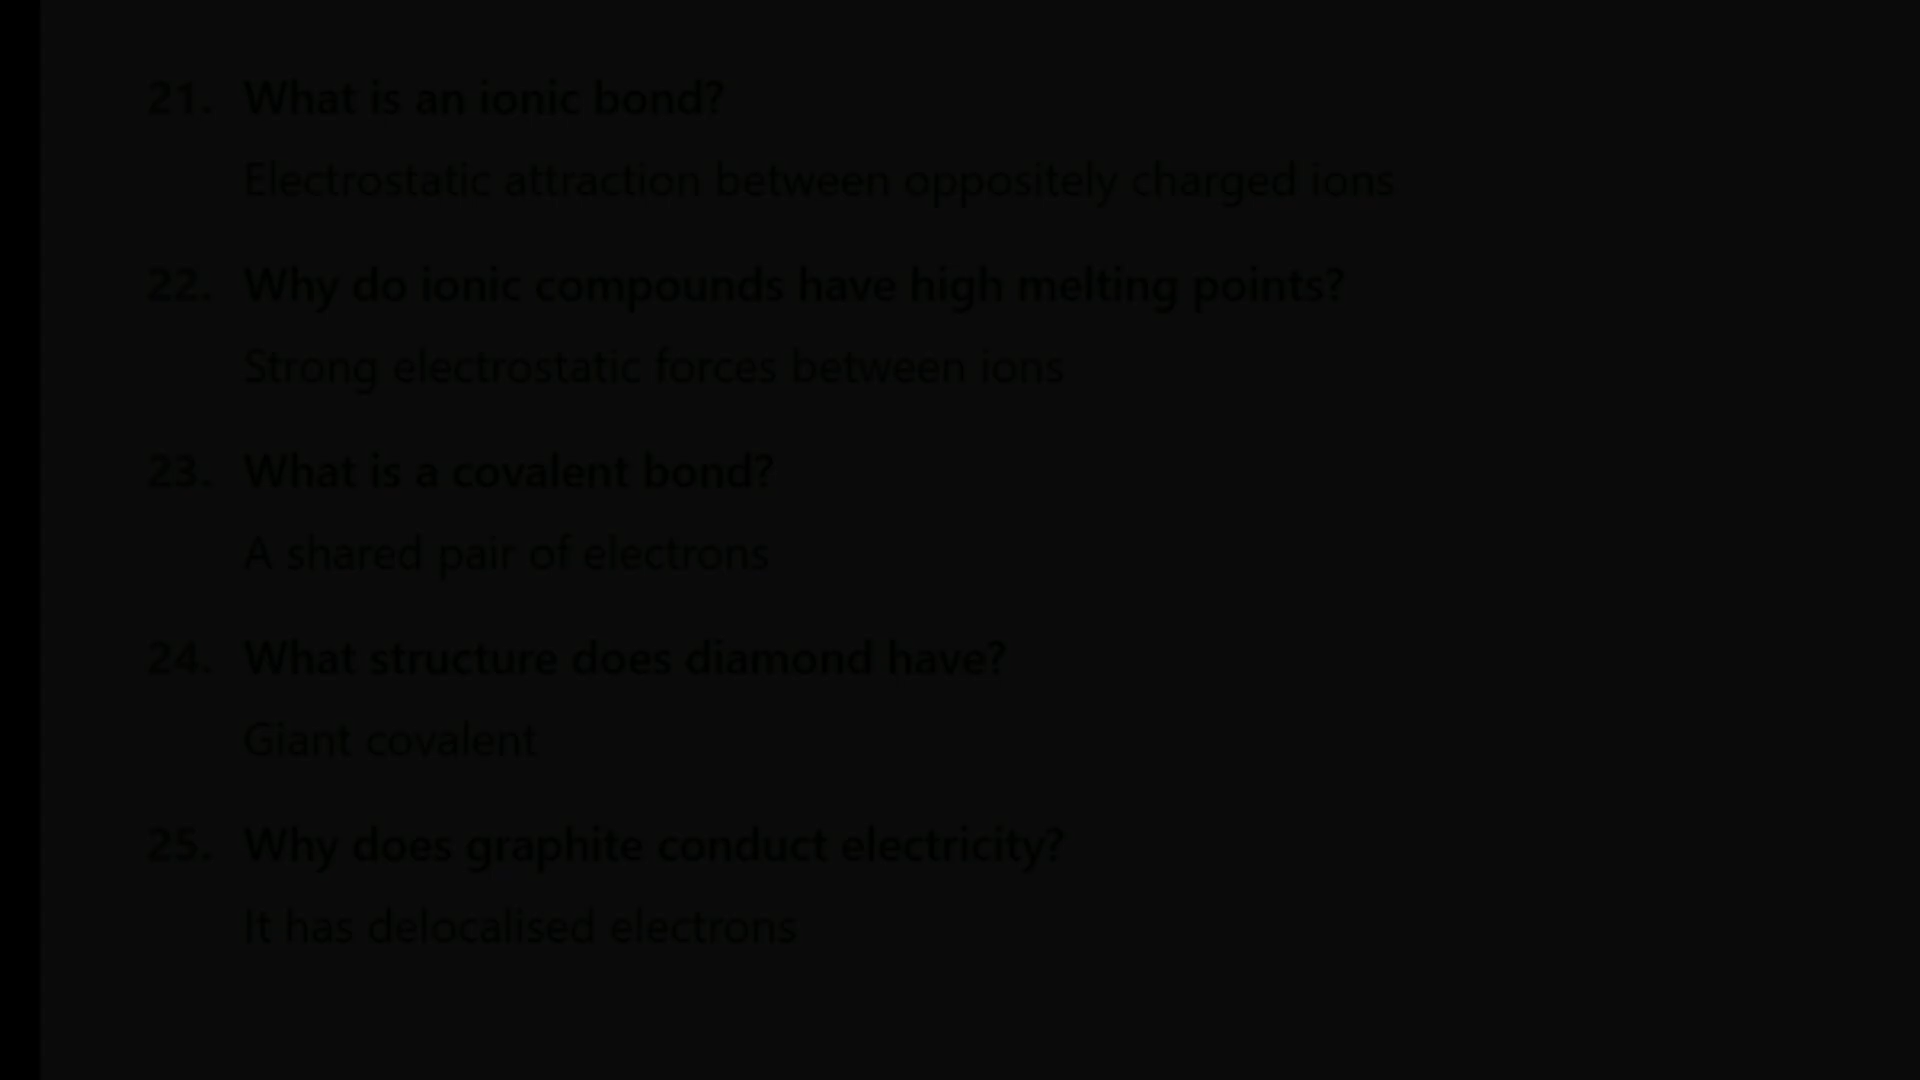 21. What is an ionic bond?
Electrostatic attraction between oppositely charged ions
22. Why do ionic compounds have high melting points?
Strong electrostatic forces between ions
23. What is a covalent bond?
A shared pair of electrons
24. What structure does diamond have?
Giant covalent
25. Why does graphite conduct electricity?
It has delocalised electrons